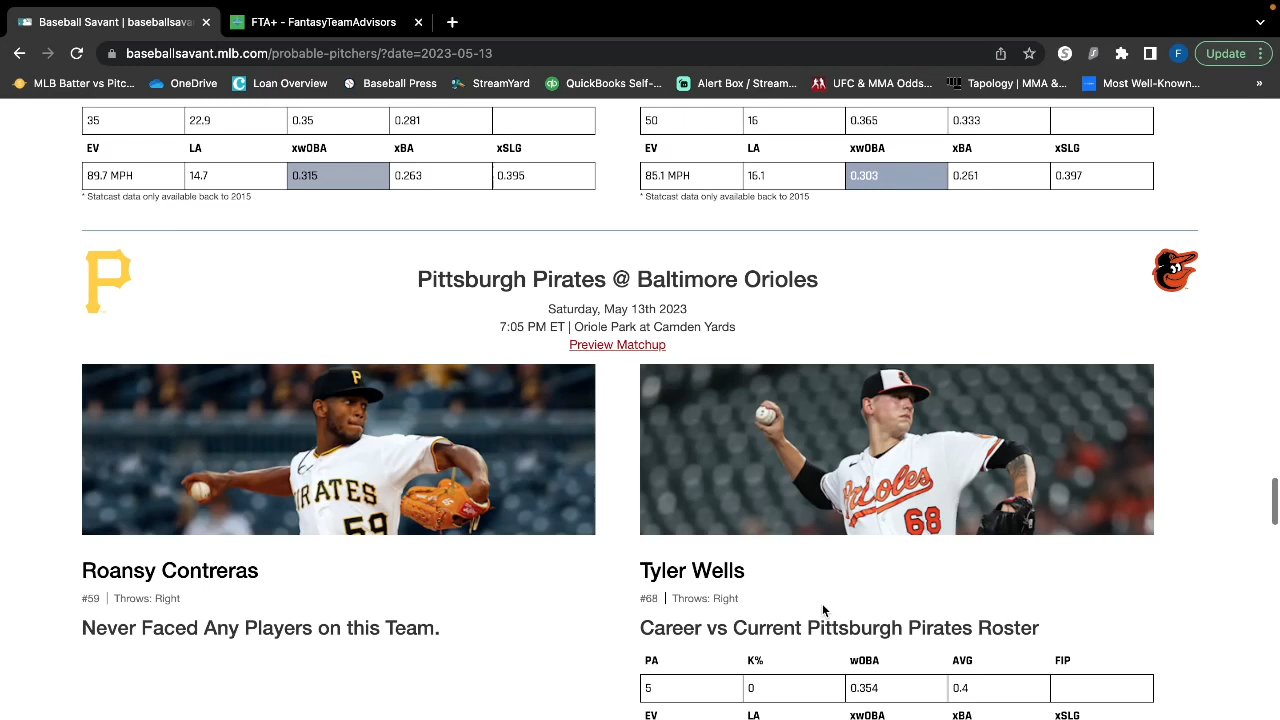 Baseball Savant | baseballsava
FTA+ - FantasyTeamAdvisors
baseballsavant.mlb.com/probable-pitchers/?date=2023-05-13
F
Update
MLB Batter vs Pitc...
OneDrive
Loan Overview
Baseball Press
StreamYard
QuickBooks Self-...
Alert Box / Stream...
UFC & MMA Odds...
Tapology | MMA &...
Most Well-Known...
»
35 22.9 0.35 0.281
EV LA xwOBA xBA xSLG
89.7 MPH 14.7 0.315 0.263 0.395
* Statcast data only available back to 2015
50 16 0.365 0.333
EV LA xwOBA xBA xSLG
85.1 MPH 16.1 0.303 0.261 0.397
* Statcast data only available back to 2015
P
Pittsburgh Pirates @ Baltimore Orioles
Saturday, May 13th 2023
7:05 PM ET | Oriole Park at Camden Yards
Preview Matchup
P
PIRATES
59
Orioles
68
Roansy Contreras
#59 | Throws: Right
Never Faced Any Players on this Team.
Tyler Wells
#68 | Throws: Right
Career vs Current Pittsburgh Pirates Roster
PA K% wOBA AVG FIP
5 0 0.354 0.4
EV LA xwOBA xBA xSLG